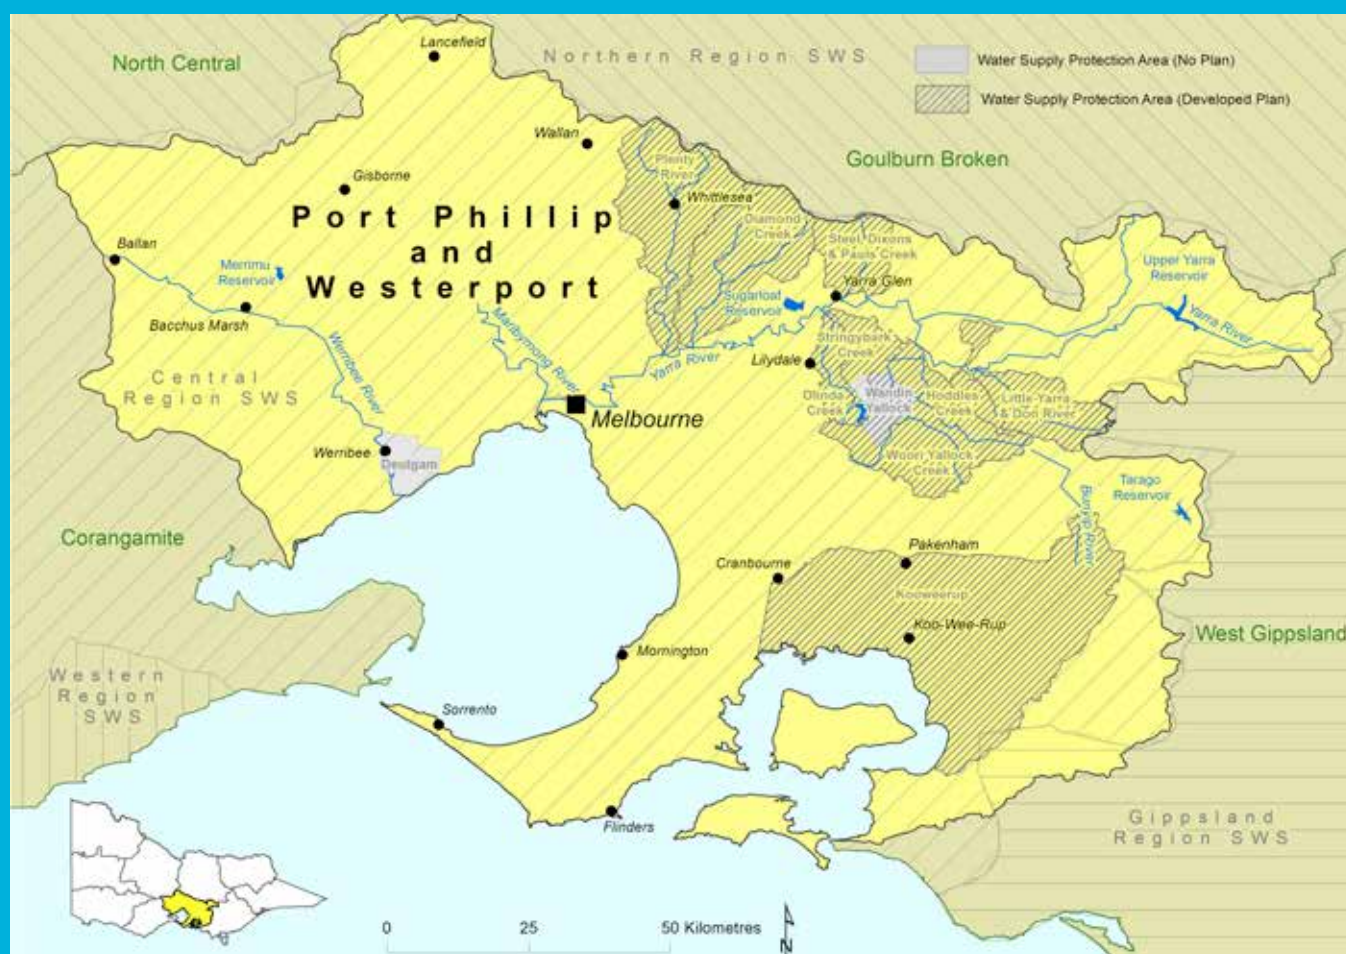 Lancefield
North Central
Northern Region SWS
Water Supply Protection Area (No Plan)
Water Supply Protection Area (Developed Plan)
Wallan
Goulburn Broken
Plenty
River
Gisborne
Whittlesea
Port Phillip
and
Westerport
Diamond
Creek
Steel, Dixons
& Pauls Creek
Ballan
Merrimu
Reservoir
Upper Yarra
Reservoir
Yarra Glen
Sugarloaf
Reservoir
Bacchus Marsh
Maribyrnong River
Yarra River
Werribee River
Stringybark
Creek
Yarra River
Lilydale
Central
Region SWS
Olinda
Creek
Wandin
Yallock
Hoddles
Creek
Little Yarra
& Don River
Melbourne
Werribee
Deutgam
Woori Yallock
Creek
Tarago
Reservoir
Bunyip River
Corangamite
Cranbourne
Pakenham
Kooweerup
Koo-Wee-Rup
West Gippsland
Mornington
Western
Region
SWS
Sorrento
Flinders
Gippsland
Region SWS
0
25
50 Kilometres
N